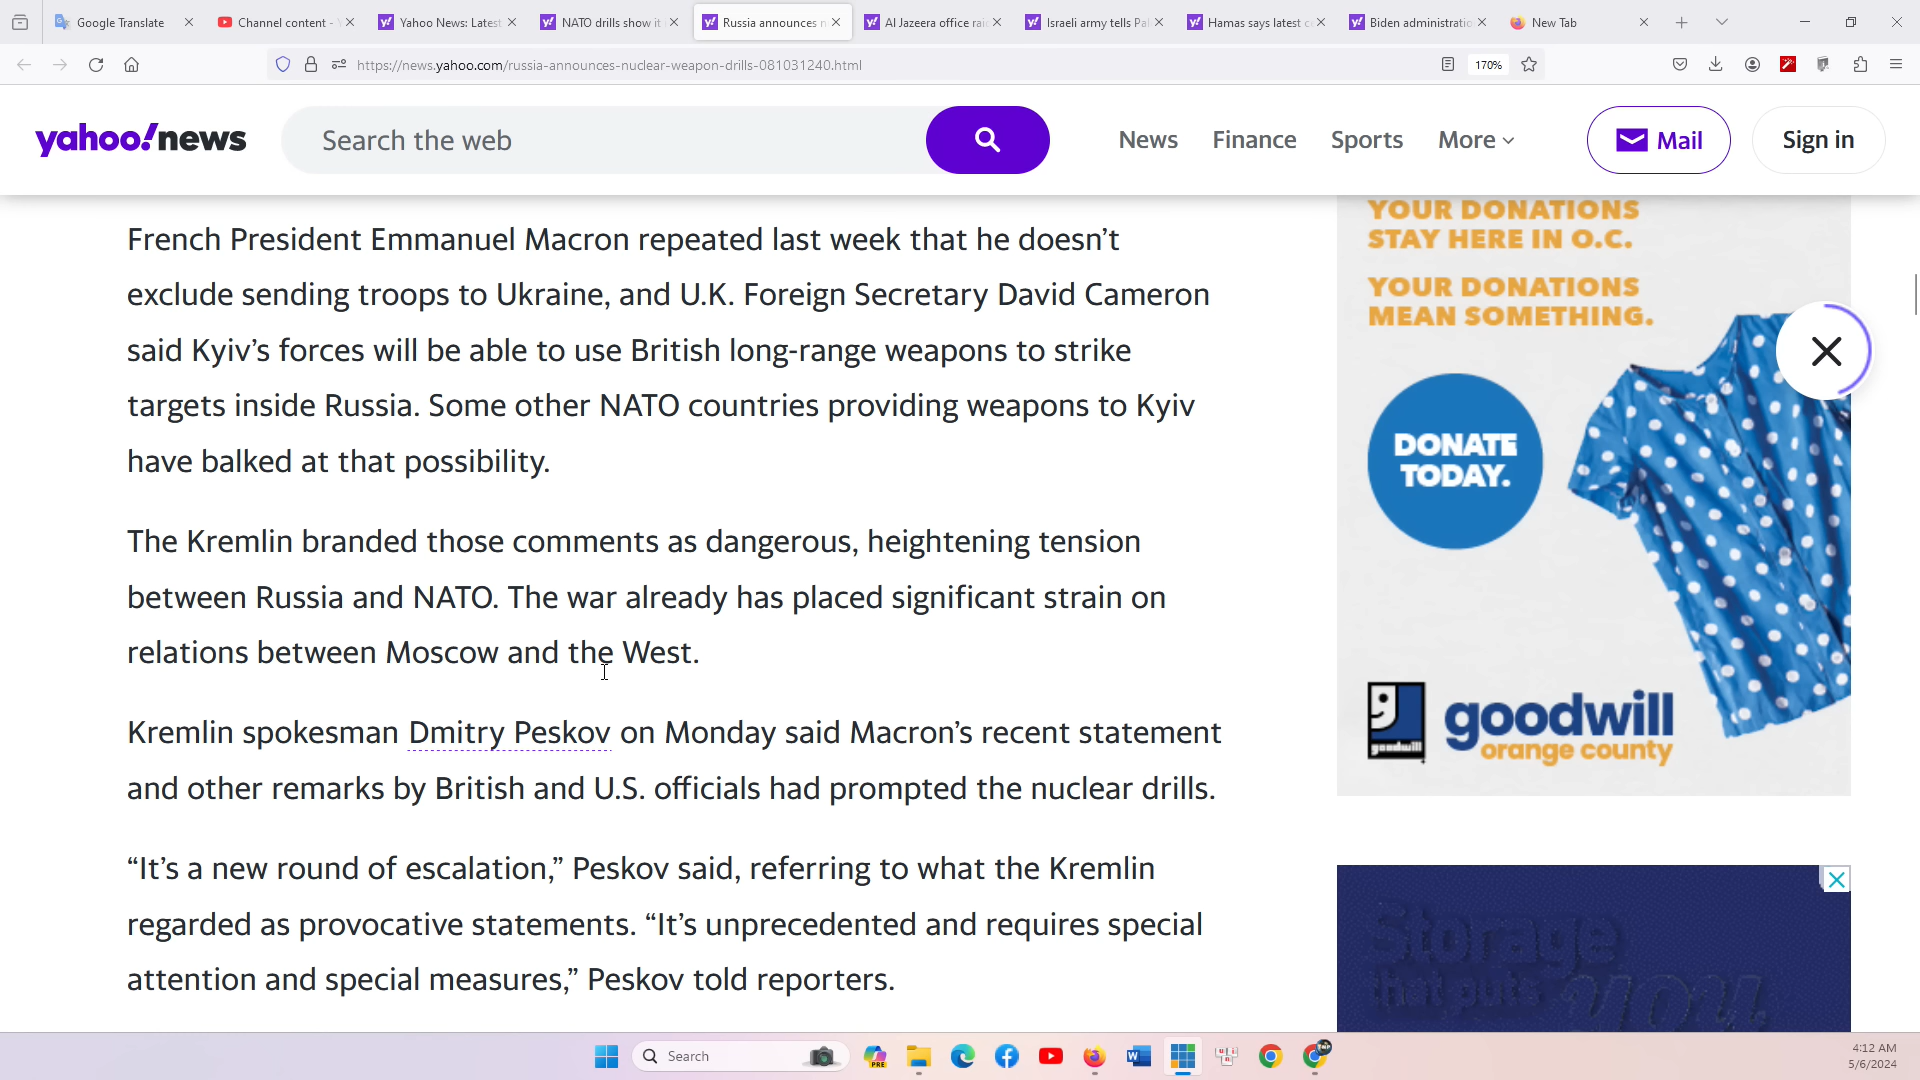 Google Translate
Channel content -
Yahoo News: Latest
NATO drills show it
Russia announces n
Al Jazeera office raid
Israeli army tells Pal
Hamas says latest c
Biden administratio
New Tab
https://news.yahoo.com/russia-announces-nuclear-weapon-drills-081031240.html
170%
yahoo!news
Search the web
News
Finance
Sports
More
Mail
Sign in
French President Emmanuel Macron repeated last week that he doesn’t
exclude sending troops to Ukraine, and U.K. Foreign Secretary David Cameron
said Kyiv’s forces will be able to use British long-range weapons to strike
targets inside Russia. Some other NATO countries providing weapons to Kyiv
have balked at that possibility.
The Kremlin branded those comments as dangerous, heightening tension
between Russia and NATO. The war already has placed significant strain on
relations between Moscow and the West.
Kremlin spokesman Dmitry Peskov on Monday said Macron’s recent statement
and other remarks by British and U.S. officials had prompted the nuclear drills.
“It’s a new round of escalation,” Peskov said, referring to what the Kremlin
regarded as provocative statements. “It’s unprecedented and requires special
attention and special measures,” Peskov told reporters.
YOUR DONATIONS
STAY HERE IN O.C.
YOUR DONATIONS
MEAN SOMETHING.
DONATE
TODAY.
goodwill
goodwill
orange county
Storage
that puts you
Search
PRE
4:12 AM
5/6/2024